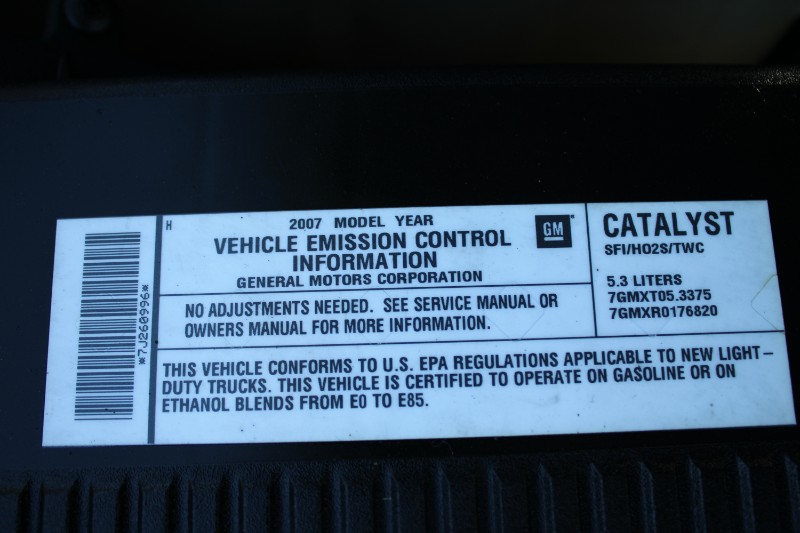 *7J260996*
H
2007 MODEL YEAR
VEHICLE EMISSION CONTROL
INFORMATION
GENERAL MOTORS CORPORATION
GM
CATALYST
SFI/HO2S/TWC
5.3 LITERS
7GMXT05.3375
7GMXR0176820
NO ADJUSTMENTS NEEDED. SEE SERVICE MANUAL OR
OWNERS MANUAL FOR MORE INFORMATION.
THIS VEHICLE CONFORMS TO U.S. EPA REGULATIONS APPLICABLE TO NEW LIGHT-
DUTY TRUCKS. THIS VEHICLE IS CERTIFIED TO OPERATE ON GASOLINE OR ON
ETHANOL BLENDS FROM E0 TO E85.